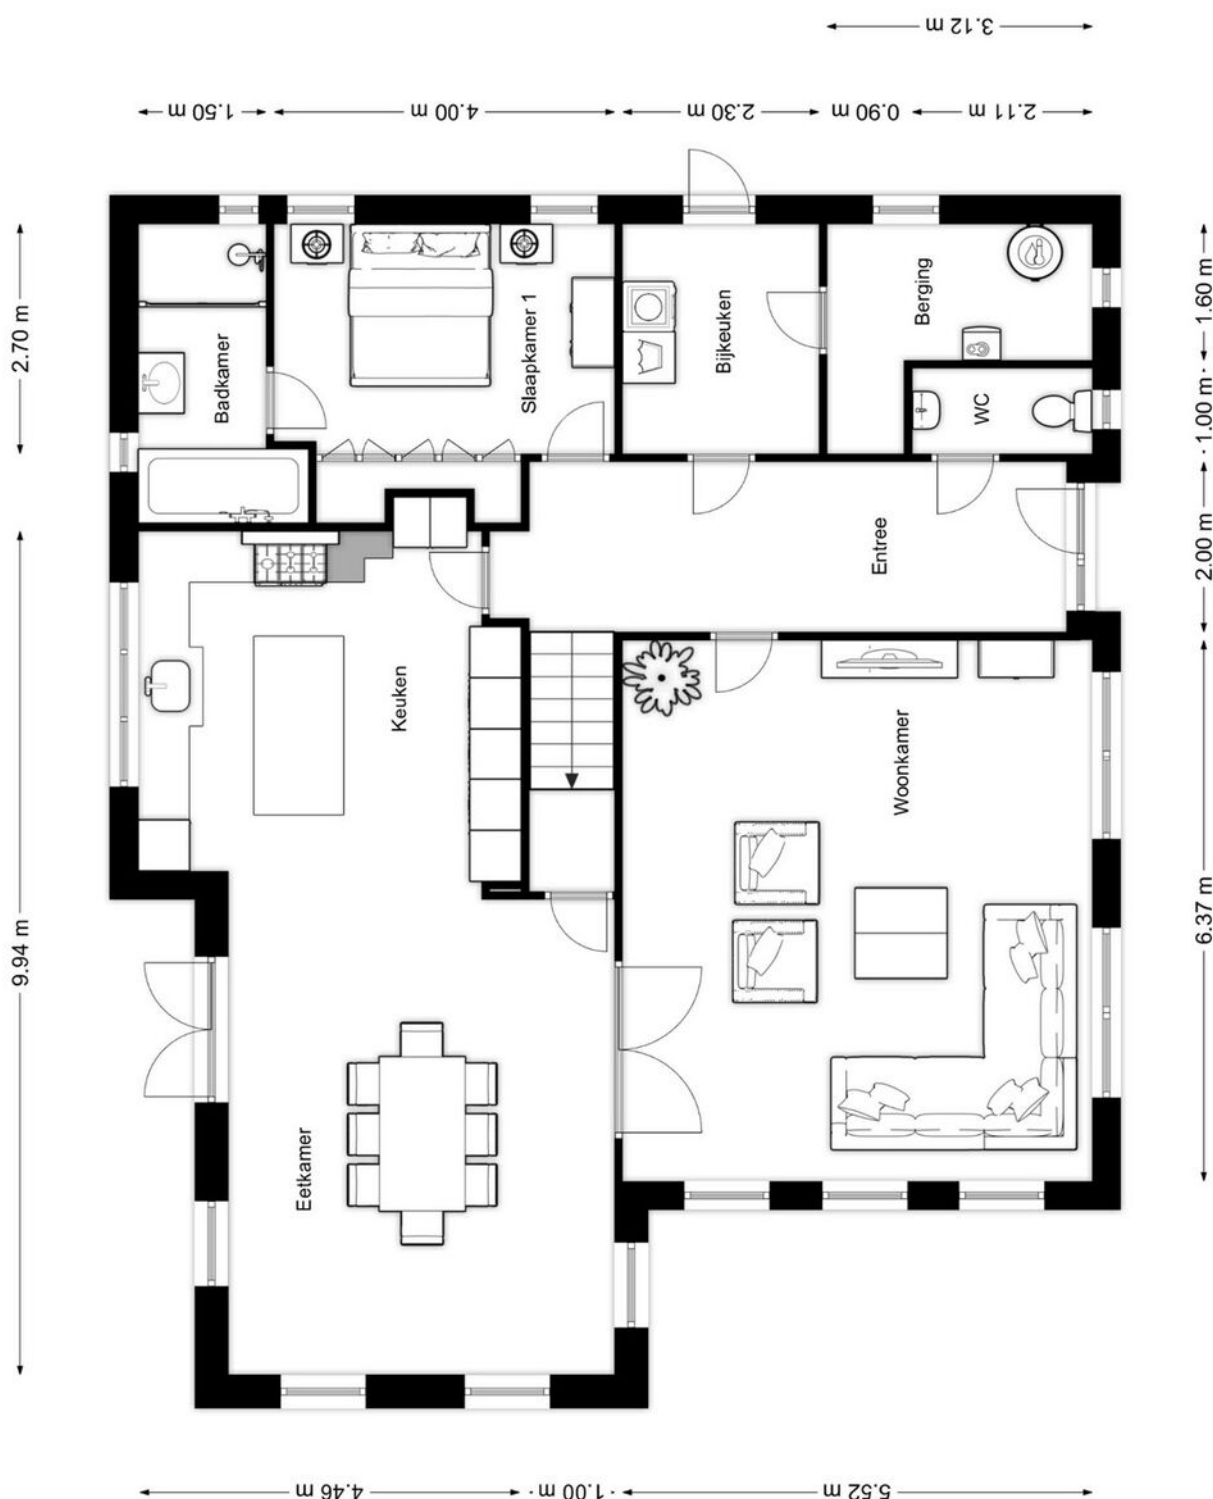 3.12 m
1.50 m
4.00 m
2.30 m
0.90 m
2.11 m
2.70 m
9.94 m
1.60 m
1.00 m
2.00 m
6.37 m
Badkamer
Slaapkamer 1
Bijkeuken
Berging
WC
Entree
Keuken
Woonkamer
Eetkamer
4.46 m
1.00 m
5.52 m